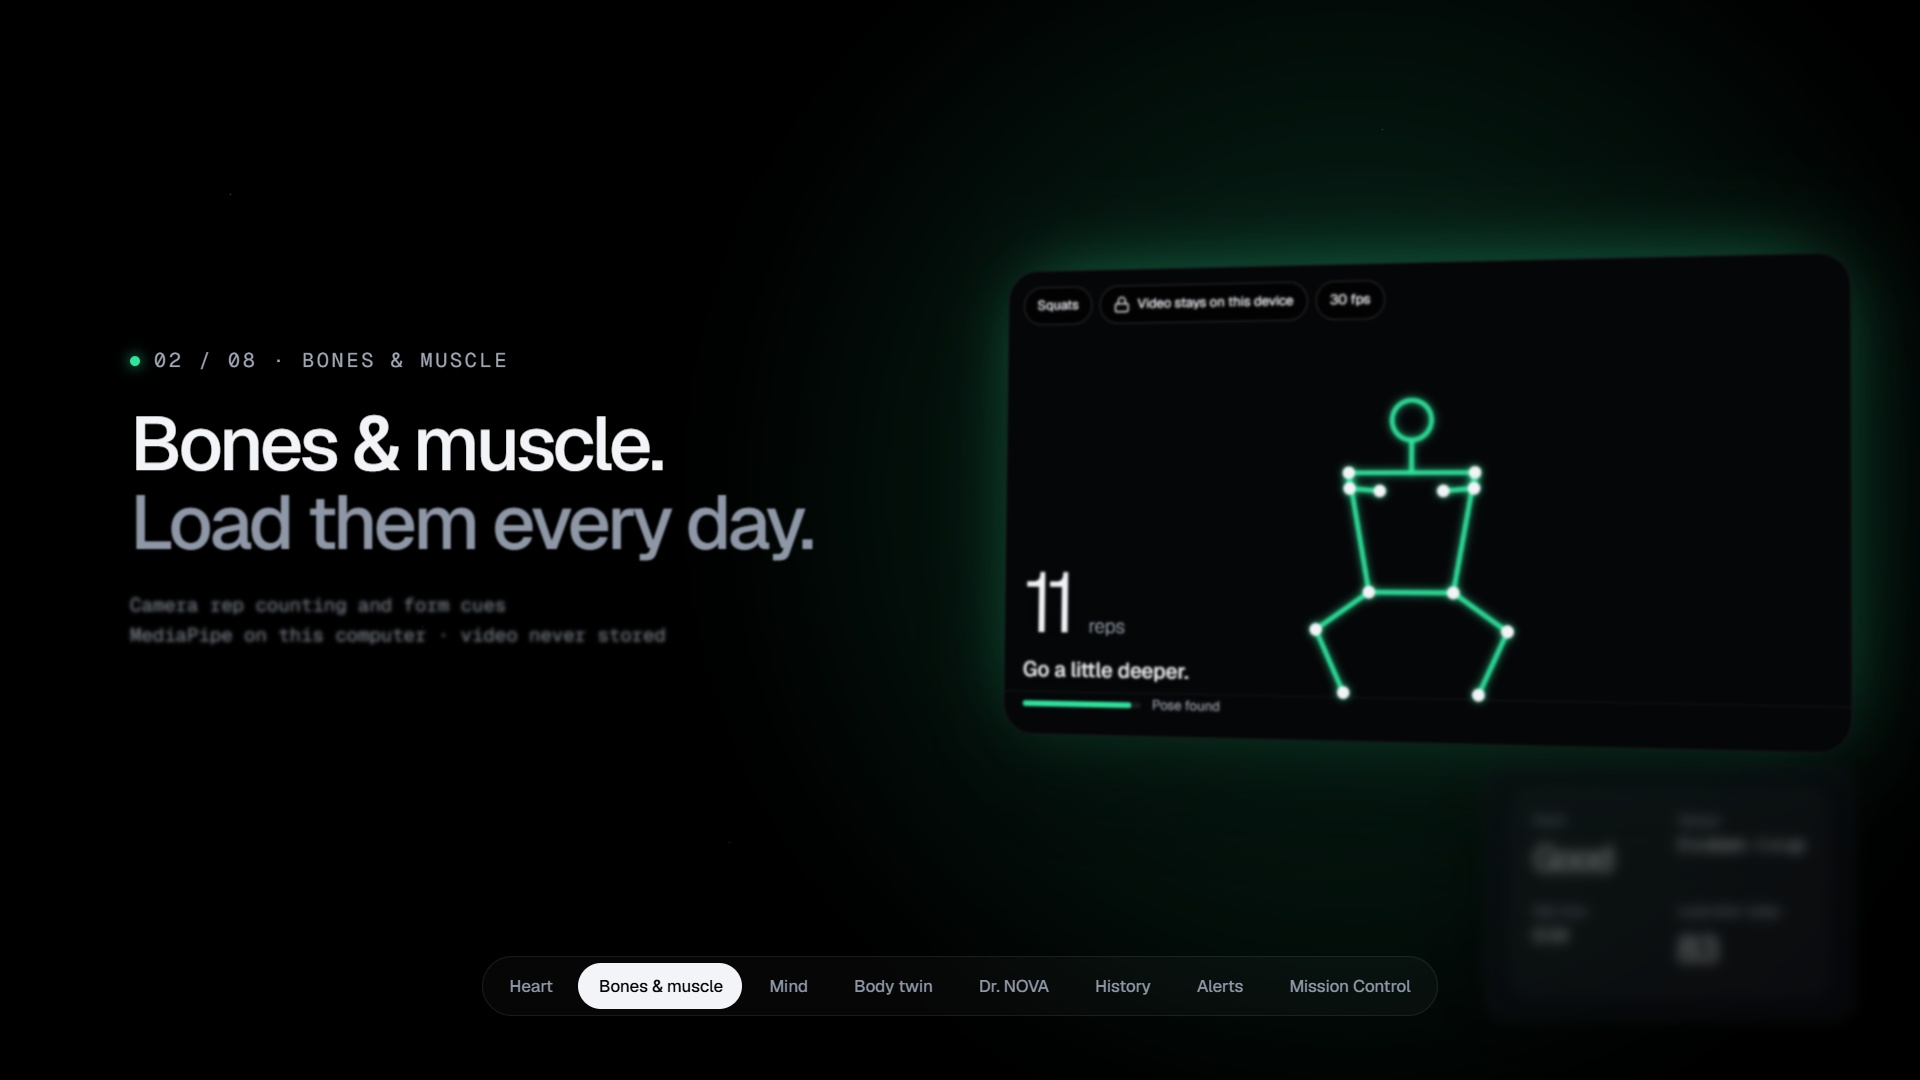 02 / 08 · BONES & MUSCLE
Bones & muscle.
Load them every day.
Camera rep counting and form cues
MediaPipe on this computer · video never stored
Squats
Video stays on this device
30 fps
11 reps
Go a little deeper.
Pose found
Good
83
Heart
Bones & muscle
Mind
Body twin
Dr. NOVA
History
Alerts
Mission Control